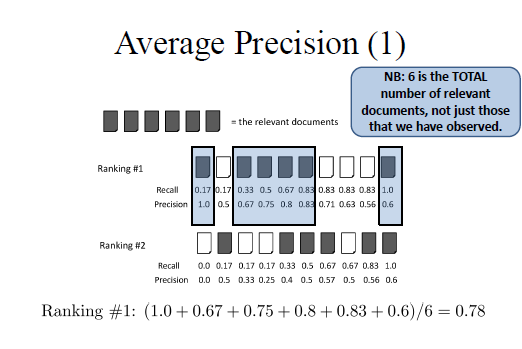 Average Precision (1)
NB: 6 is the TOTAL
number of relevant
documents, not just those
that we have observed.
= the relevant documents
Ranking #1
Recall 0.17 0.17 0.33 0.5 0.67 0.83 0.83 0.83 0.83 1.0
Precision 1.0 0.5 0.67 0.75 0.8 0.83 0.71 0.63 0.56 0.6
Ranking #2
Recall 0.0 0.17 0.17 0.17 0.33 0.5 0.67 0.67 0.83 1.0
Precision 0.0 0.5 0.33 0.25 0.4 0.5 0.57 0.5 0.56 0.6
Ranking #1: (1.0 + 0.67 + 0.75 + 0.8 + 0.83 + 0.6)/6 = 0.78